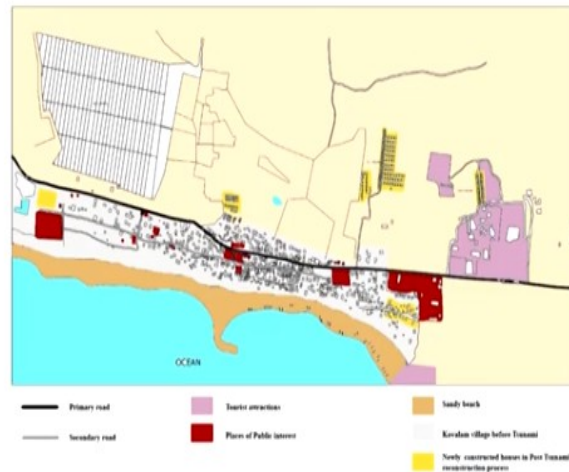 OCEAN
Primary road
Tourist attractions
Sandy beach
Secondary road
Places of Public interest
Kovalam village before Tsunami
Newly constructed houses in Post Tsunami
reconstruction process